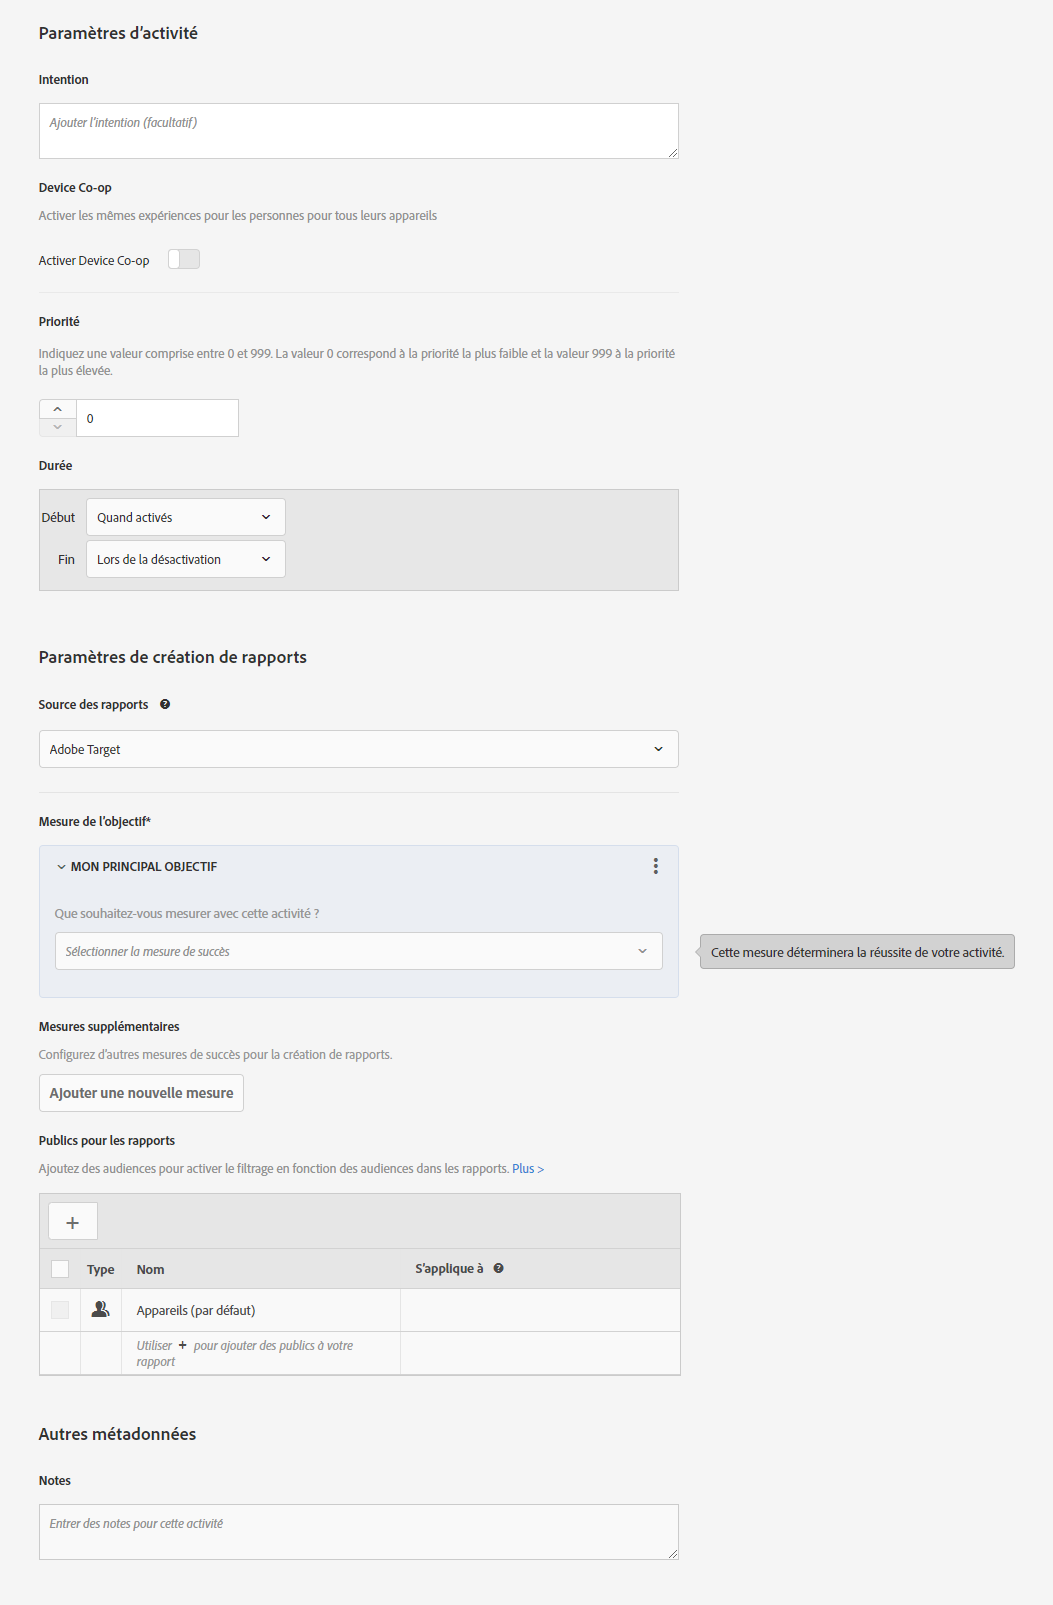 Paramètres d’activité
Intention
Ajouter l’intention (facultatif)
Device Co-op
Activer les mêmes expériences pour les personnes pour tous leurs appareils
Activer Device Co-op
Priorité
Indiquez une valeur comprise entre 0 et 999. La valeur 0 correspond à la priorité la plus faible et la valeur 999 à la priorité
la plus élevée.
0
Durée
Début Quand activés
Fin Lors de la désactivation
Paramètres de création de rapports
Source des rapports ?
Adobe Target
Mesure de l’objectif*
MON PRINCIPAL OBJECTIF
Que souhaitez-vous mesurer avec cette activité ?
Sélectionner la mesure de succès
Cette mesure déterminera la réussite de votre activité.
Mesures supplémentaires
Configurez d’autres mesures de succès pour la création de rapports.
Ajouter une nouvelle mesure
Publics pour les rapports
Ajoutez des audiences pour activer le filtrage en fonction des audiences dans les rapports. Plus >
+
Type Nom S’applique à ?
Appareils (par défaut)
Utiliser + pour ajouter des publics à votre
rapport
Autres métadonnées
Notes
Entrer des notes pour cette activité